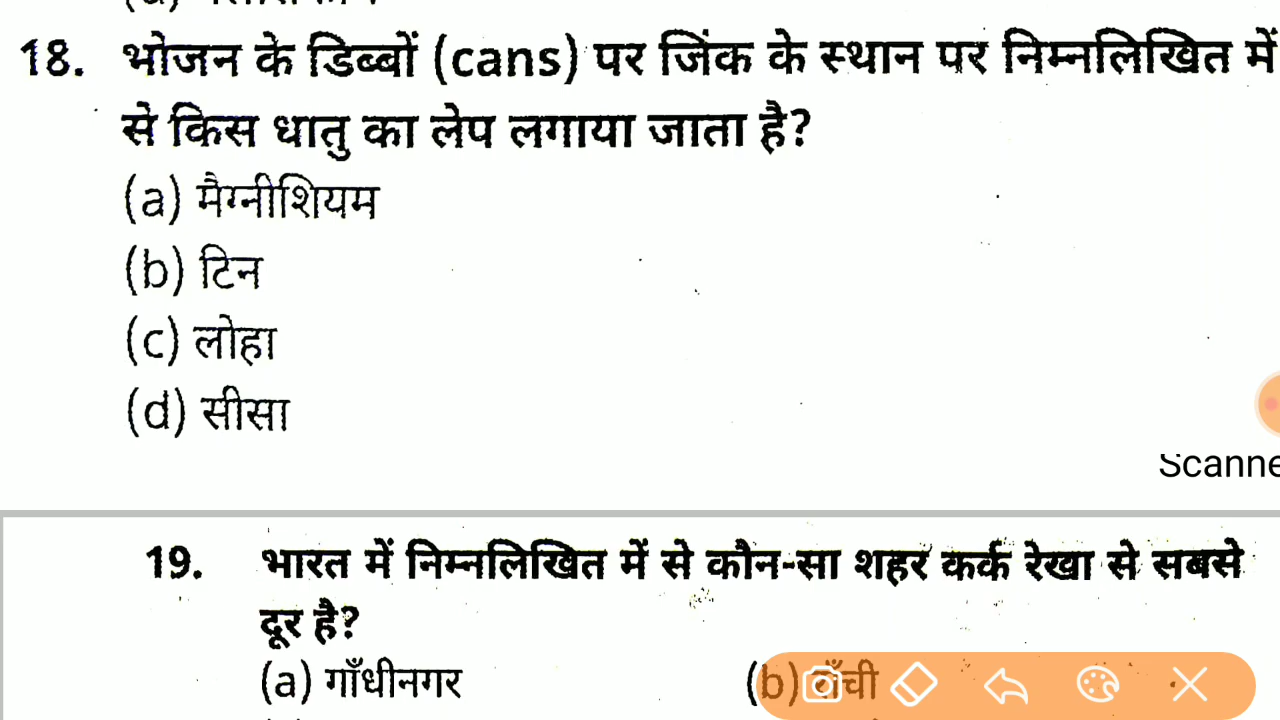 18. भोजन के डिब्बों (cans) पर जिंक के स्थान पर निम्नलिखित में
से किस धातु का लेप लगाया जाता है?
(a) मैग्नीशियम
(b) टिन
(c) लोहा
(d) सीसा
Scanne
19. भारत में निम्नलिखित में से कौन-सा शहर कर्क रेखा से सबसे
दूर है?
(a) गाँधीनगर (b) राँची